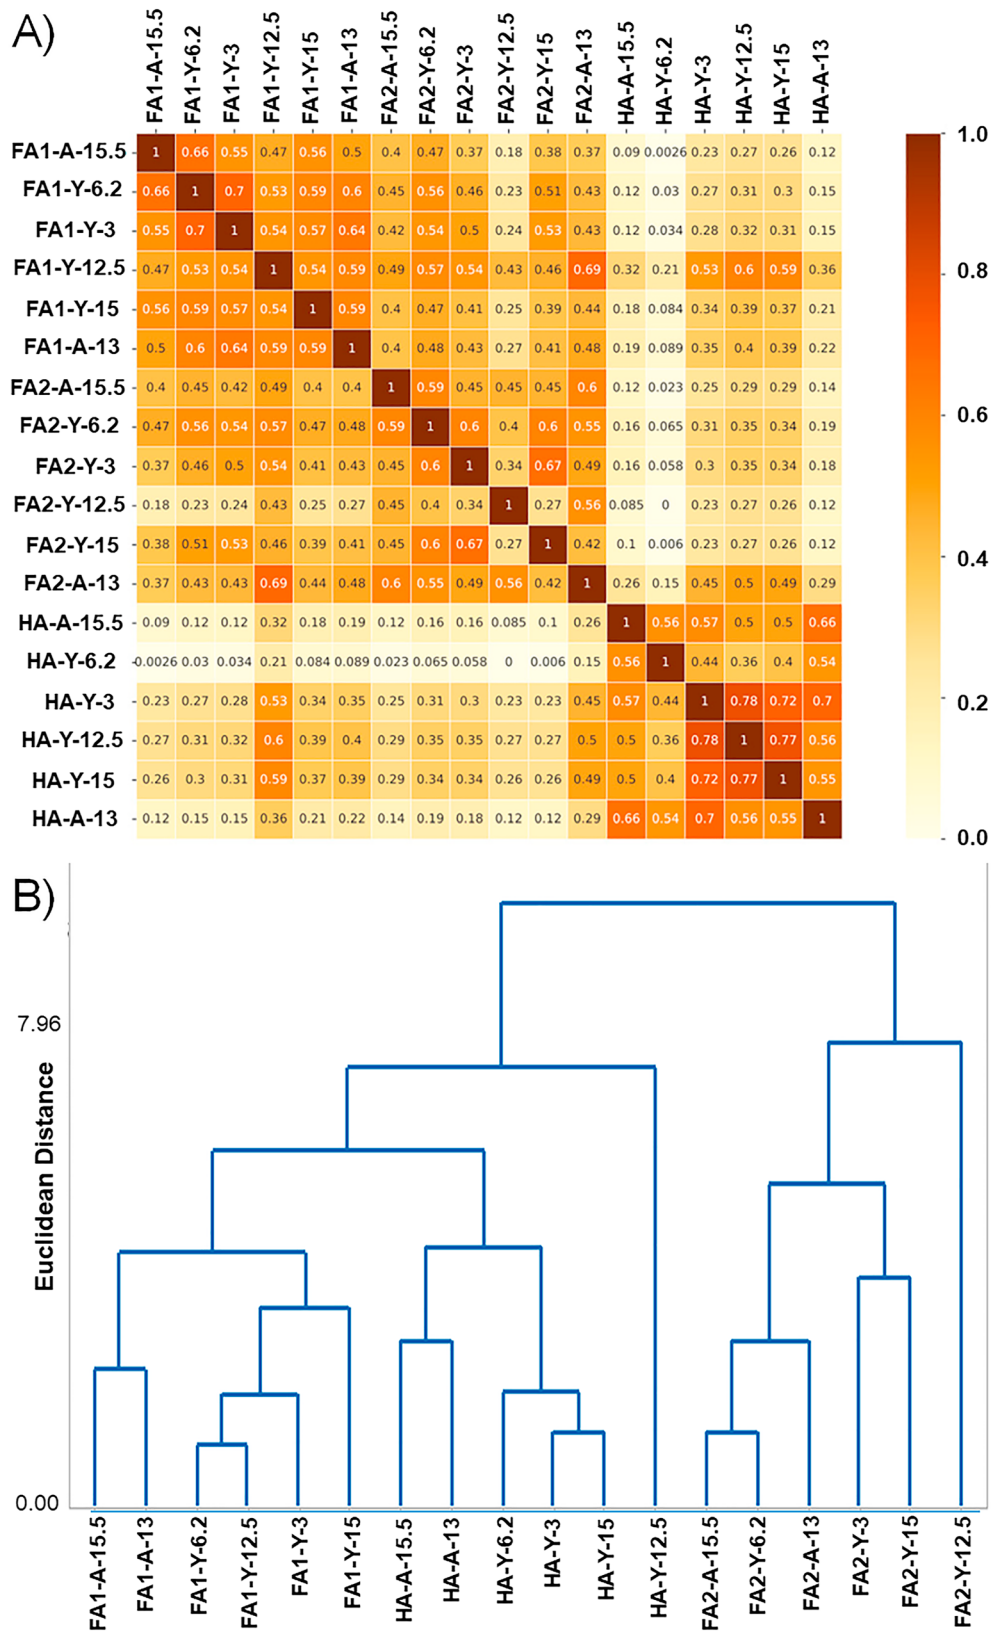 A)
FA1-A-15.5 FA1-Y-6.2 FA1-Y-3 FA1-Y-12.5 FA1-Y-15 FA1-A-13 FA2-A-15.5 FA2-Y-6.2 FA2-Y-3 FA2-Y-12.5 FA2-Y-15 FA2-A-13 HA-A-15.5 HA-Y-6.2 HA-Y-3 HA-Y-12.5 HA-Y-15 HA-A-13
FA1-A-15.5 1 0.66 0.55 0.47 0.56 0.5 0.4 0.47 0.37 0.18 0.38 0.37 0.09 0.0026 0.23 0.27 0.26 0.12
FA1-Y-6.2 0.66 1 0.7 0.53 0.59 0.6 0.45 0.56 0.46 0.23 0.51 0.43 0.12 0.03 0.27 0.31 0.3 0.15
FA1-Y-3 0.55 0.7 1 0.54 0.57 0.64 0.42 0.54 0.5 0.24 0.53 0.43 0.12 0.034 0.28 0.32 0.31 0.15
FA1-Y-12.5 0.47 0.53 0.54 1 0.54 0.59 0.49 0.57 0.54 0.43 0.46 0.69 0.32 0.21 0.53 0.6 0.59 0.36
FA1-Y-15 0.56 0.59 0.57 0.54 1 0.59 0.4 0.47 0.41 0.25 0.39 0.44 0.18 0.084 0.34 0.39 0.37 0.21
FA1-A-13 0.5 0.6 0.64 0.59 0.59 1 0.4 0.48 0.43 0.27 0.41 0.48 0.19 0.089 0.35 0.4 0.39 0.22
FA2-A-15.5 0.4 0.45 0.42 0.49 0.4 0.4 1 0.59 0.45 0.45 0.45 0.6 0.12 0.023 0.25 0.29 0.29 0.14
FA2-Y-6.2 0.47 0.56 0.54 0.57 0.47 0.48 0.59 1 0.6 0.4 0.6 0.55 0.16 0.065 0.31 0.35 0.34 0.19
FA2-Y-3 0.37 0.46 0.5 0.54 0.41 0.43 0.45 0.6 1 0.34 0.67 0.49 0.16 0.058 0.3 0.35 0.34 0.18
FA2-Y-12.5 0.18 0.23 0.24 0.43 0.25 0.27 0.45 0.4 0.34 1 0.27 0.56 0.085 0 0.23 0.27 0.26 0.12
FA2-Y-15 0.38 0.51 0.53 0.46 0.39 0.41 0.45 0.6 0.67 0.27 1 0.42 0.1 0.006 0.23 0.27 0.26 0.12
FA2-A-13 0.37 0.43 0.43 0.69 0.44 0.48 0.6 0.55 0.49 0.56 0.42 1 0.26 0.15 0.45 0.5 0.49 0.29
HA-A-15.5 0.09 0.12 0.12 0.32 0.18 0.19 0.12 0.16 0.16 0.085 0.1 0.26 1 0.56 0.57 0.5 0.5 0.66
HA-Y-6.2 0.0026 0.03 0.034 0.21 0.084 0.089 0.023 0.065 0.058 0 0.006 0.15 0.56 1 0.44 0.36 0.4 0.54
HA-Y-3 0.23 0.27 0.28 0.53 0.34 0.35 0.25 0.31 0.3 0.23 0.23 0.45 0.57 0.44 1 0.78 0.72 0.7
HA-Y-12.5 0.27 0.31 0.32 0.6 0.39 0.4 0.29 0.35 0.35 0.27 0.27 0.5 0.5 0.36 0.78 1 0.77 0.56
HA-Y-15 0.26 0.3 0.31 0.59 0.37 0.39 0.29 0.34 0.34 0.26 0.26 0.49 0.5 0.4 0.72 0.77 1 0.55
HA-A-13 0.12 0.15 0.15 0.36 0.21 0.22 0.14 0.19 0.18 0.12 0.12 0.29 0.66 0.54 0.7 0.56 0.55 1
1.0
0.8
0.6
0.4
0.2
0.0
B)
7.96
Euclidean Distance
0.00
FA1-A-15.5 FA1-A-13 FA1-Y-6.2 FA1-Y-12.5 FA1-Y-3 FA1-Y-15 HA-A-15.5 HA-A-13 HA-Y-6.2 HA-Y-3 HA-Y-15 HA-Y-12.5 FA2-A-15.5 FA2-Y-6.2 FA2-A-13 FA2-Y-3 FA2-Y-15 FA2-Y-12.5